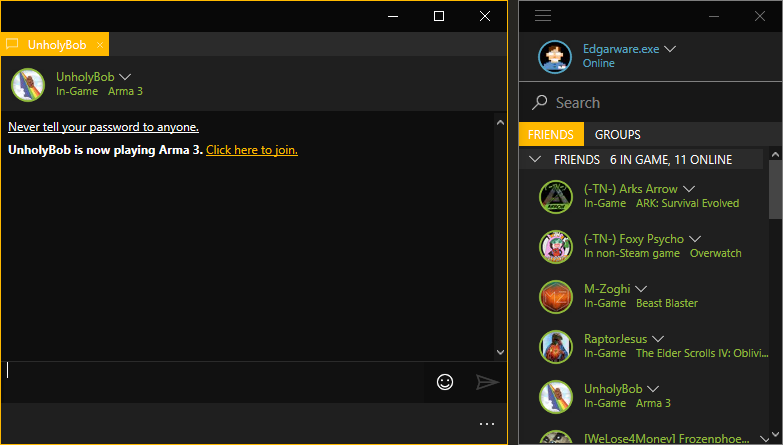 UnholyBob
UnholyBob
In-Game Arma 3
Never tell your password to anyone.
UnholyBob is now playing Arma 3. Click here to join.
Edgarware.exe
Online
Search
FRIENDS GROUPS
FRIENDS 6 IN GAME, 11 ONLINE
(-TN-) Arks Arrow
In-Game ARK: Survival Evolved
(-TN-) Foxy Psycho
In non-Steam game Overwatch
M-Zoghi
In-Game Beast Blaster
RaptorJesus
In-Game The Elder Scrolls IV: Oblivi...
UnholyBob
In-Game Arma 3
[WeLose4Money] Frozenphoe...